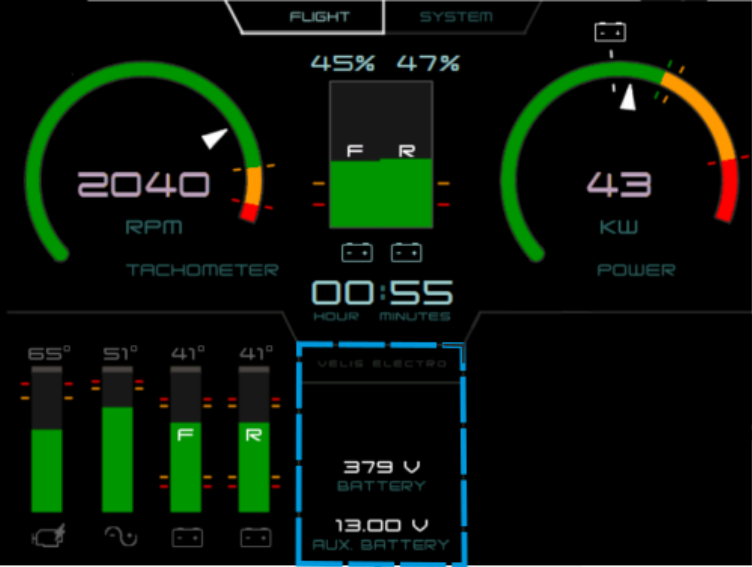 FLIGHT SYSTEM
45% 47%
F R
2040
RPM
TACHOMETER
43
KW
POWER
00:55
HOUR MINUTES
65° 51° 41° 41°
F R
VELIS ELECTRO
379 V
BATTERY
13.00 V
AUX. BATTERY